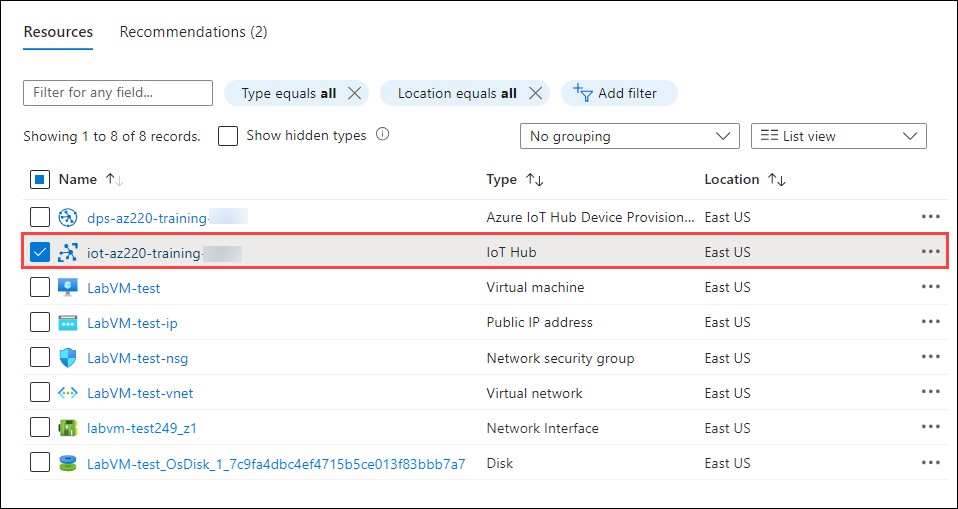 Resources Recommendations (2)
Filter for any field... Type equals all Location equals all Add filter
Showing 1 to 8 of 8 records. Show hidden types No grouping List view
Name Type Location
dps-az220-training- Azure IoT Hub Device Provision... East US
iot-az220-training- IoT Hub East US
LabVM-test Virtual machine East US
LabVM-test-ip Public IP address East US
LabVM-test-nsg Network security group East US
LabVM-test-vnet Virtual network East US
labvm-test249_z1 Network Interface East US
LabVM-test_OsDisk_1_7c9fa4dbc4ef4715b5ce013f83bbb7a7 Disk East US